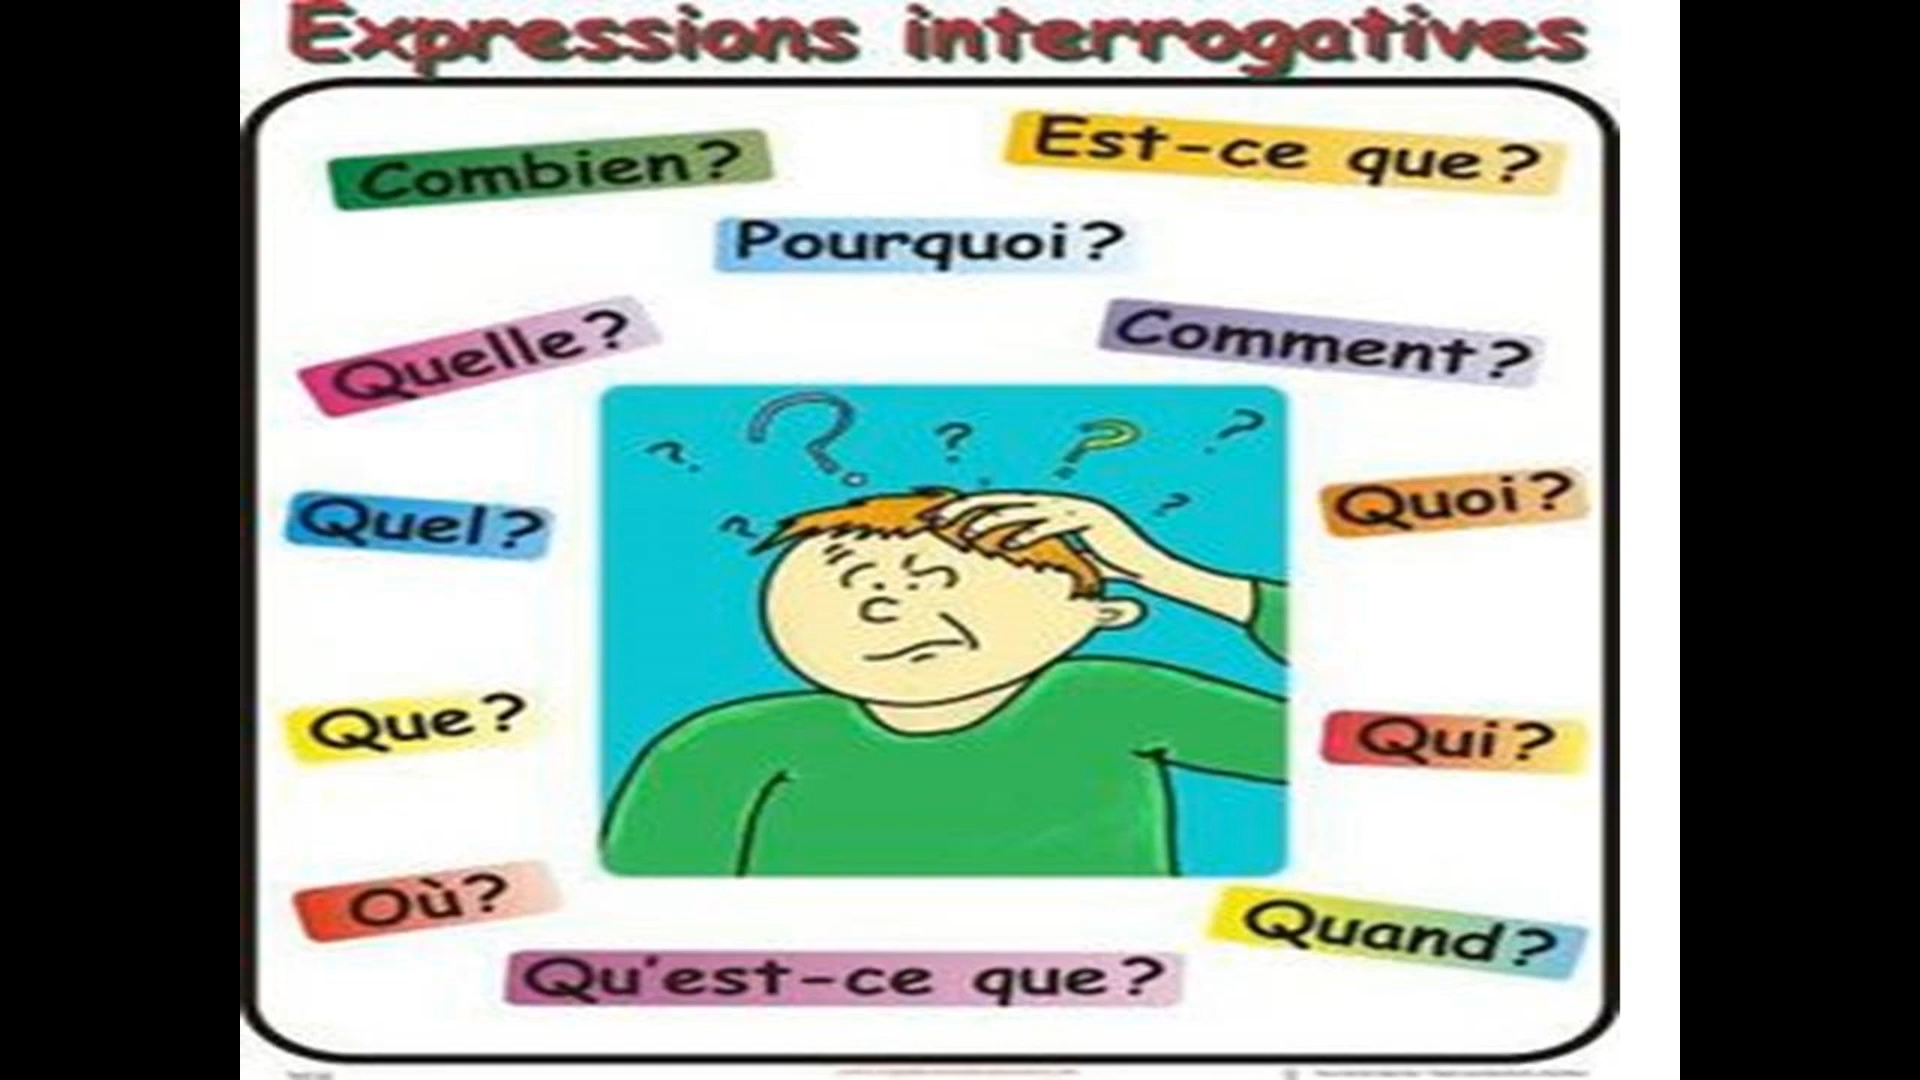 Expressions interrogatives
Combien?
Est-ce que?
Pourquoi?
Quelle?
Comment?
Quel?
Quoi?
Que?
Qui?
Où?
Quand?
Qu'est-ce que?